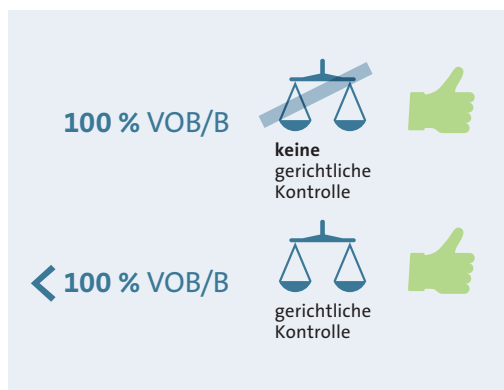 100 % VOB/B
keine
gerichtliche
Kontrolle
< 100 % VOB/B
gerichtliche
Kontrolle